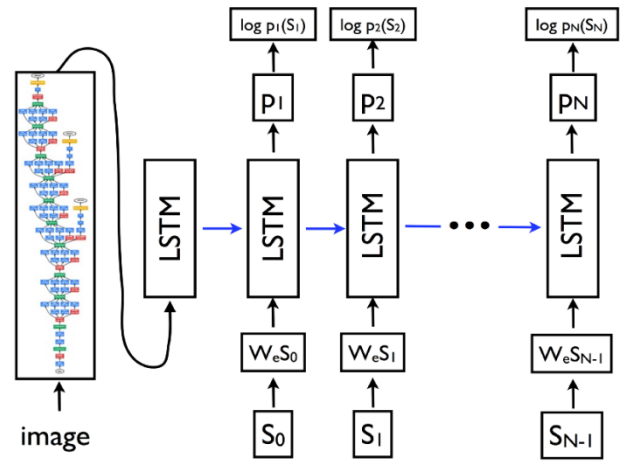 log p₁(S₁) log p₂(S₂) log pN(SN)
p₁ p₂ pN
LSTM LSTM LSTM LSTM
WeS₀ WeS₁ WeSN-1
image S₀ S₁ SN-1